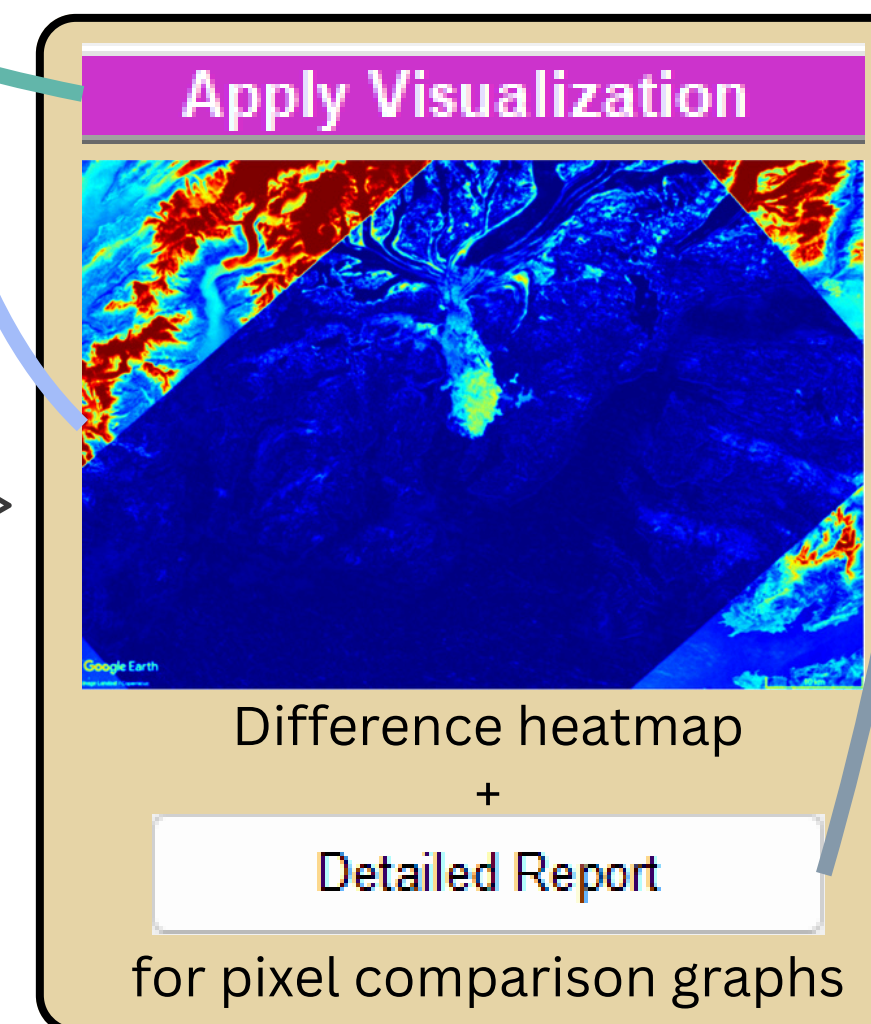 Apply Visualization
Google Earth
Difference heatmap
+
Detailed Report
for pixel comparison graphs